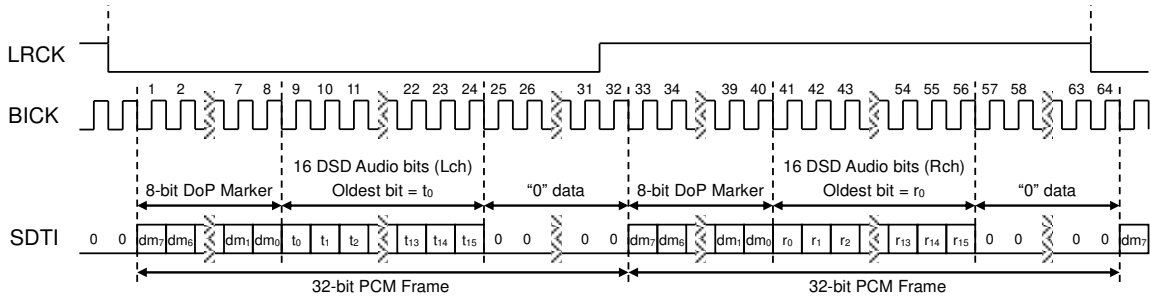 LRCK
1 2 7 8 9 10 11 22 23 24 25 26 31 32 33 34 39 40 41 42 43 54 55 56 57 58 63 64
BICK
16 DSD Audio bits (Lch) 16 DSD Audio bits (Rch)
8-bit DoP Marker Oldest bit = t0 “0” data 8-bit DoP Marker Oldest bit = r0 “0” data
SDTI 0 0 dm7 dm6 dm1 dm0 t0 t1 t2 t13 t14 t15 0 0 0 0 dm7 dm6 dm1 dm0 r0 r1 r2 r13 r14 r15 0 0 0 0 dm7
32-bit PCM Frame 32-bit PCM Frame